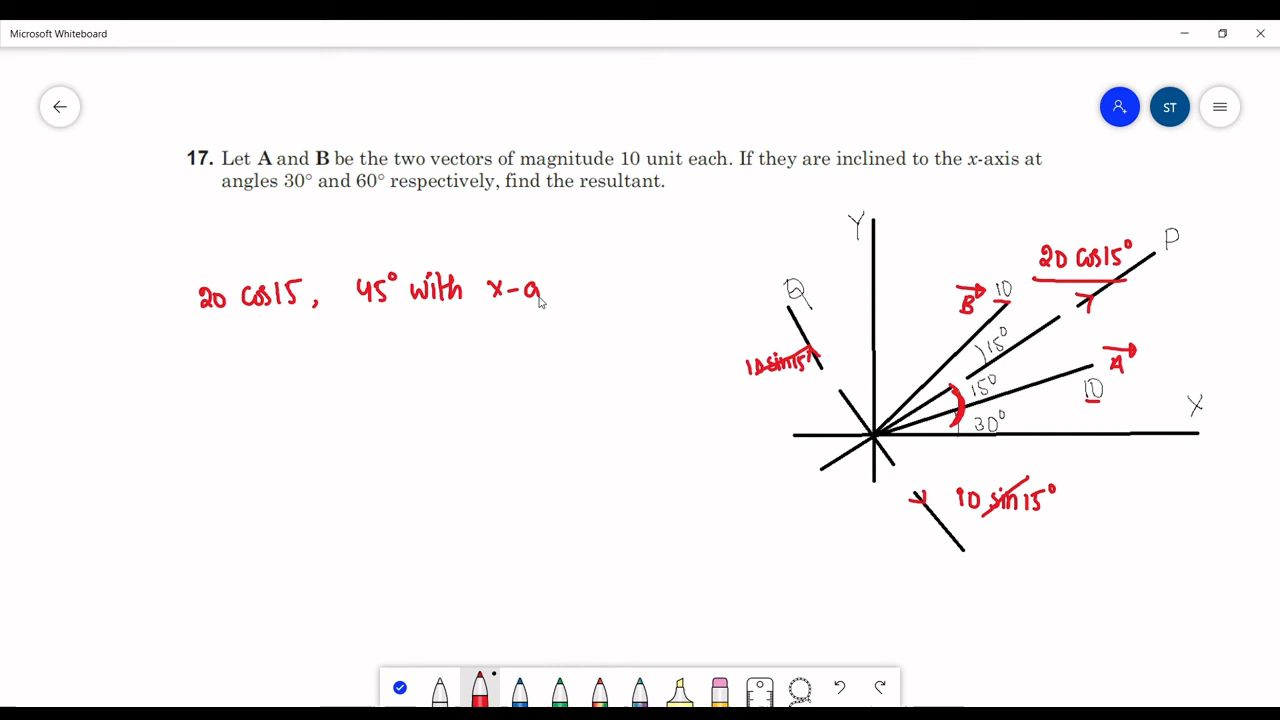 Microsoft Whiteboard
ST
17. Let A and B be the two vectors of magnitude 10 unit each. If they are inclined to the x-axis at
angles 30° and 60° respectively, find the resultant.
20 cos15, 45° with x-a
Y
P
20 cos15°
Q
B
10
15°
10 sin15°
A
15°
10
30°
X
10 sin15°